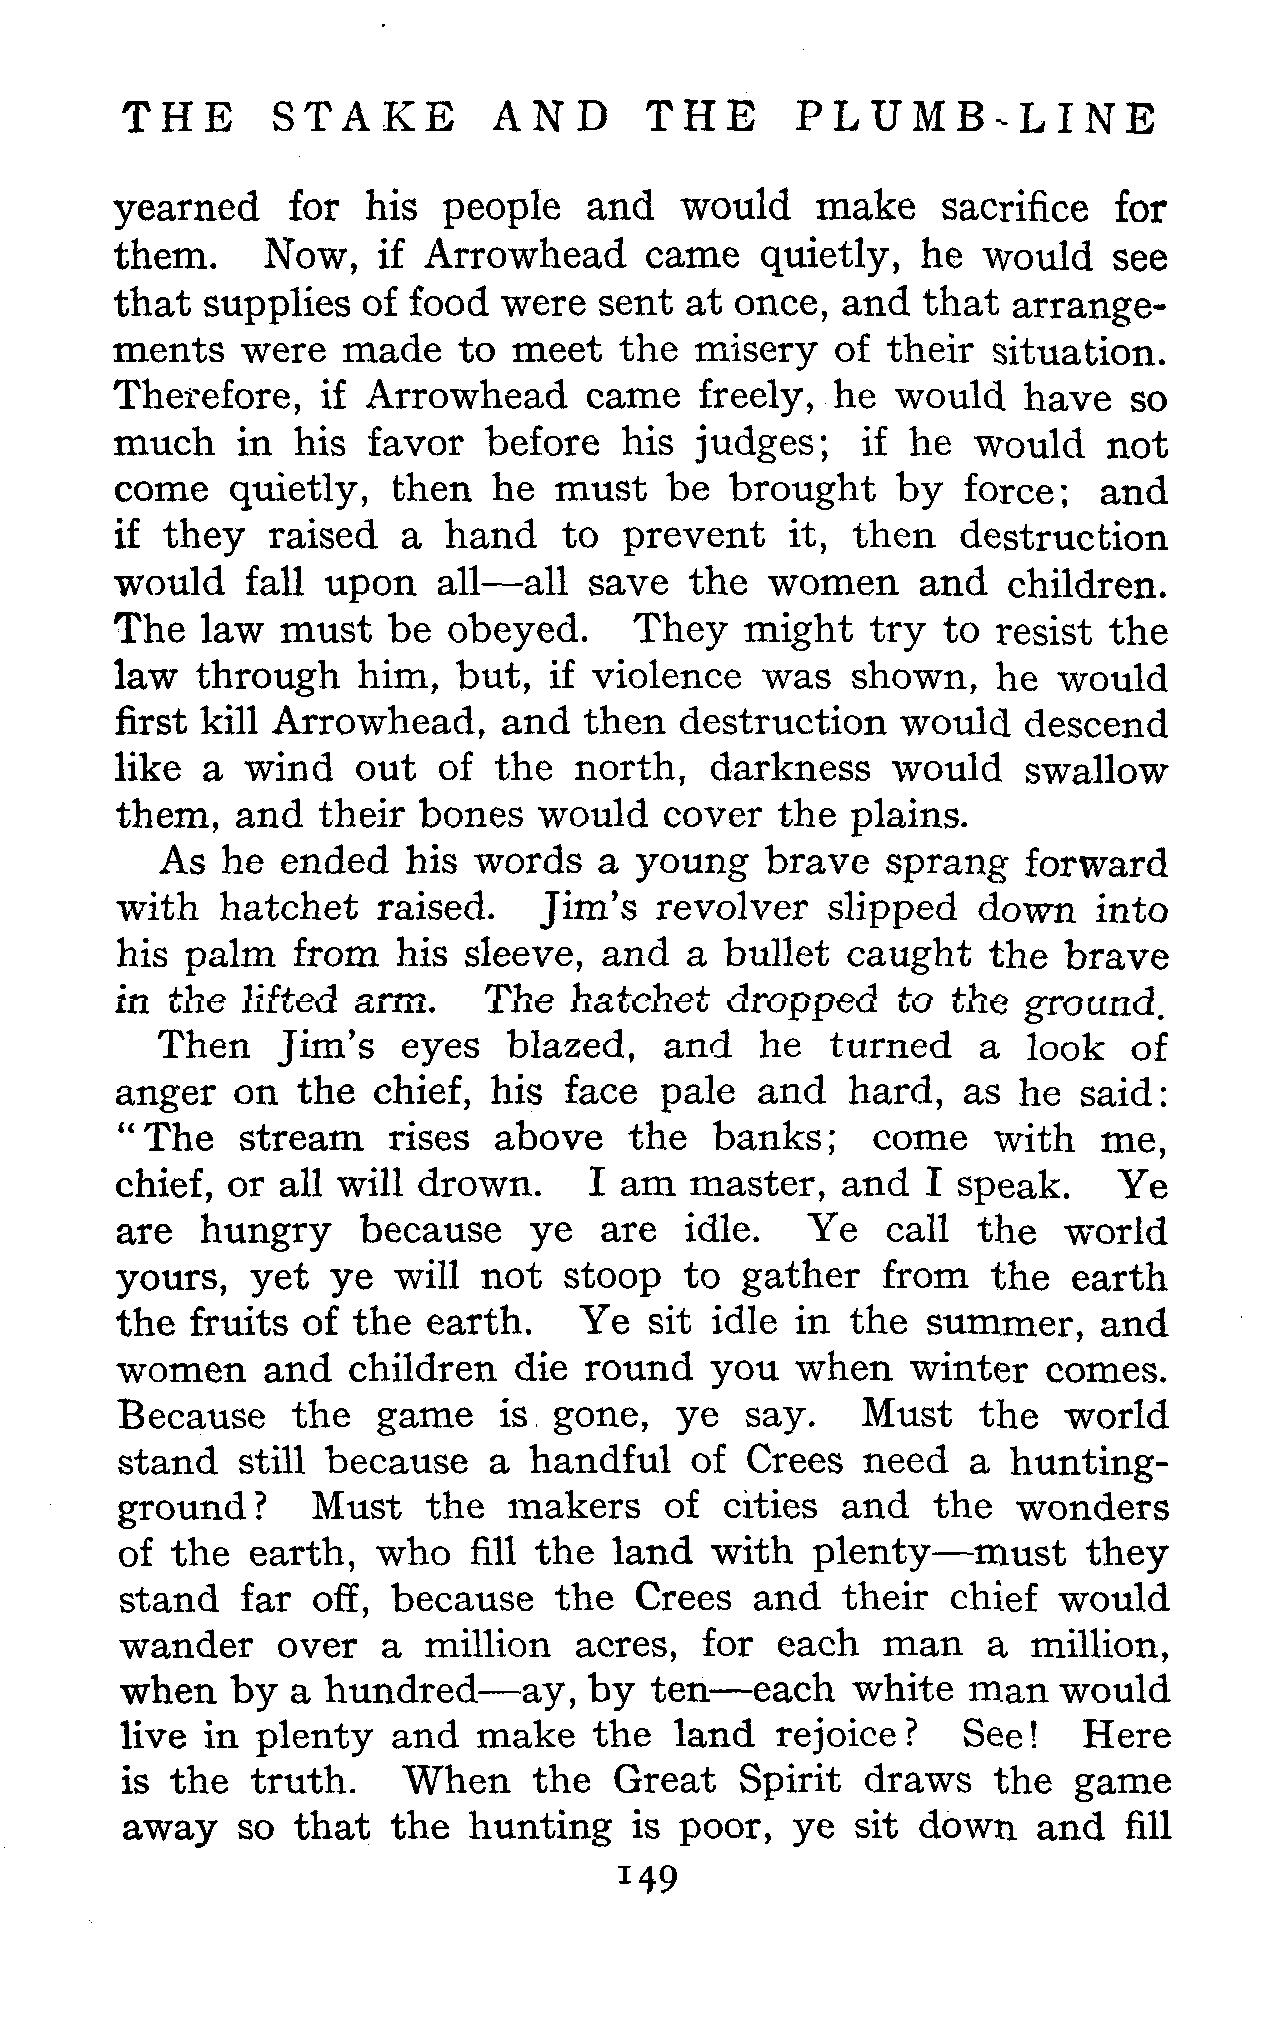 THE STAKE AND THE PLUMB-LINE
yearned for his people and would make sacrifice for
them. Now, if Arrowhead came quietly, he would see
that supplies of food were sent at once, and that arrange-
ments were made to meet the misery of their situation.
Therefore, if Arrowhead came freely, he would have so
much in his favor before his judges; if he would not
come quietly, then he must be brought by force; and
if they raised a hand to prevent it, then destruction
would fall upon all—all save the women and children.
The law must be obeyed. They might try to resist the
law through him, but, if violence was shown, he would
first kill Arrowhead, and then destruction would descend
like a wind out of the north, darkness would swallow
them, and their bones would cover the plains.
As he ended his words a young brave sprang forward
with hatchet raised. Jim's revolver slipped down into
his palm from his sleeve, and a bullet caught the brave
in the lifted arm. The hatchet dropped to the ground.
Then Jim's eyes blazed, and he turned a look of
anger on the chief, his face pale and hard, as he said:
"The stream rises above the banks; come with me,
chief, or all will drown. I am master, and I speak. Ye
are hungry because ye are idle. Ye call the world
yours, yet ye will not stoop to gather from the earth
the fruits of the earth. Ye sit idle in the summer, and
women and children die round you when winter comes.
Because the game is gone, ye say. Must the world
stand still because a handful of Crees need a hunting-
ground? Must the makers of cities and the wonders
of the earth, who fill the land with plenty—must they
stand far off, because the Crees and their chief would
wander over a million acres, for each man a million,
when by a hundred—ay, by ten—each white man would
live in plenty and make the land rejoice? See! Here
is the truth. When the Great Spirit draws the game
away so that the hunting is poor, ye sit down and fill
149